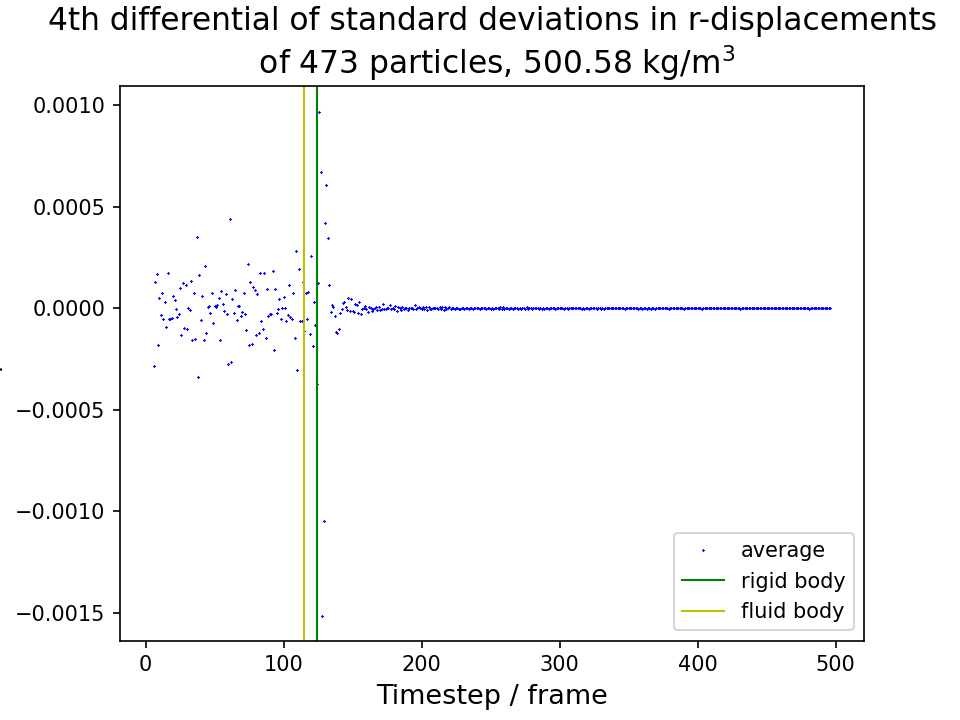 4th differential of standard deviations in r-displacements
of 473 particles, 500.58 kg/m³
0.0010
0.0005
0.0000
−0.0005
−0.0010
−0.0015
average
rigid body
fluid body
0 100 200 300 400 500
Timestep / frame